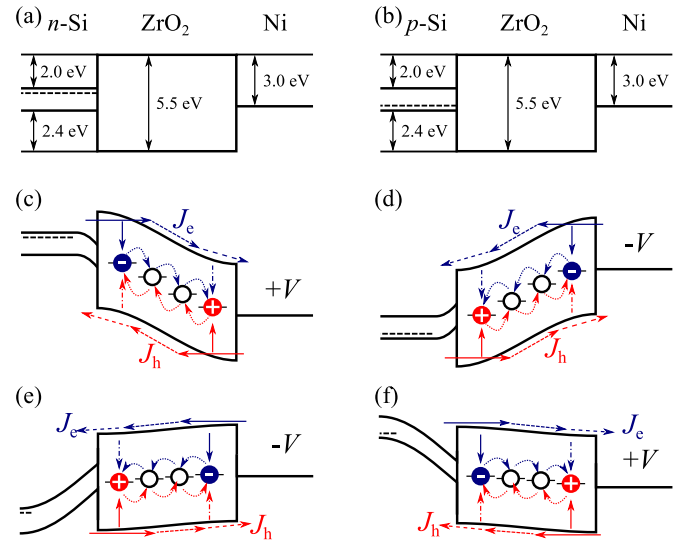 (a) n-Si ZrO₂ Ni
2.0 eV
3.0 eV
5.5 eV
2.4 eV
(b) p-Si ZrO₂ Ni
2.0 eV
3.0 eV
5.5 eV
2.4 eV
(c)
Jₑ
-
+
+V
Jₕ
(d)
Jₑ
-V
-
+
Jₕ
(e)
Jₑ
-V
+
-
Jₕ
(f)
Jₑ
+V
-
+
Jₕ